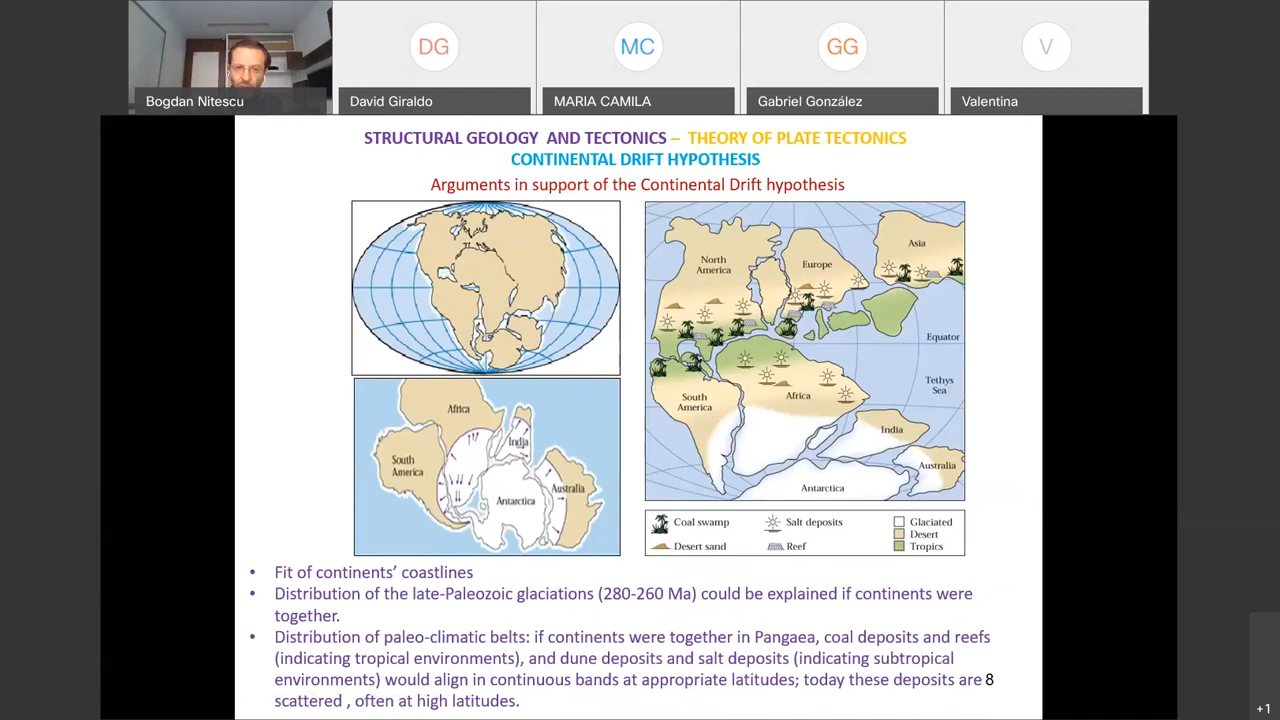 DG
MC
GG
V
Bogdan Nitescu
David Giraldo
MARIA CAMILA
Gabriel González
Valentina
STRUCTURAL GEOLOGY AND TECTONICS – THEORY OF PLATE TECTONICS
CONTINENTAL DRIFT HYPOTHESIS
Arguments in support of the Continental Drift hypothesis
North
America
Europe
Asia
Equator
Tethys
Sea
South
America
Africa
India
Australia
Antarctica
Africa
India
South
America
Antarctica
Australia
Coal swamp
Salt deposits
Glaciated
Desert
Desert sand
Reef
Tropics
• Fit of continents’ coastlines
• Distribution of the late-Paleozoic glaciations (280-260 Ma) could be explained if continents were
together.
• Distribution of paleo-climatic belts: if continents were together in Pangaea, coal deposits and reefs
(indicating tropical environments), and dune deposits and salt deposits (indicating subtropical
environments) would align in continuous bands at appropriate latitudes; today these deposits are 8
scattered , often at high latitudes.
+1